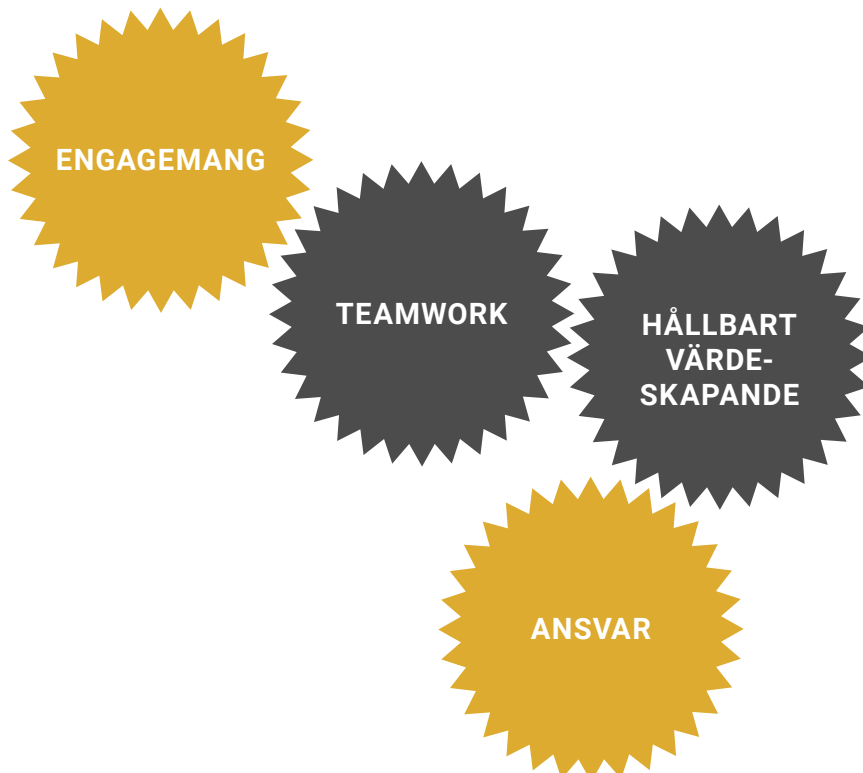 ENGAGEMANG
TEAMWORK
HÅLLBART
VÄRDE-
SKAPANDE
ANSVAR